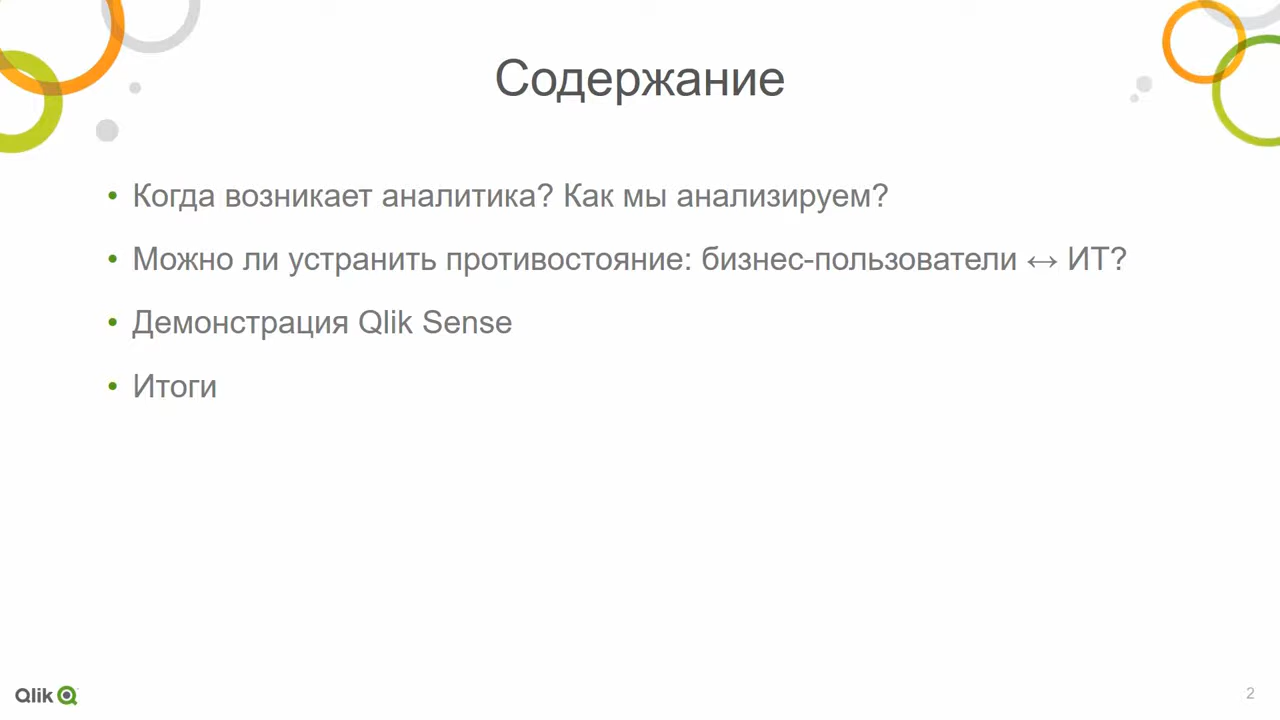 Содержание
• Когда возникает аналитика? Как мы анализируем?
• Можно ли устранить противостояние: бизнес-пользователи ↔ ИТ?
• Демонстрация Qlik Sense
• Итоги
Qlik
2